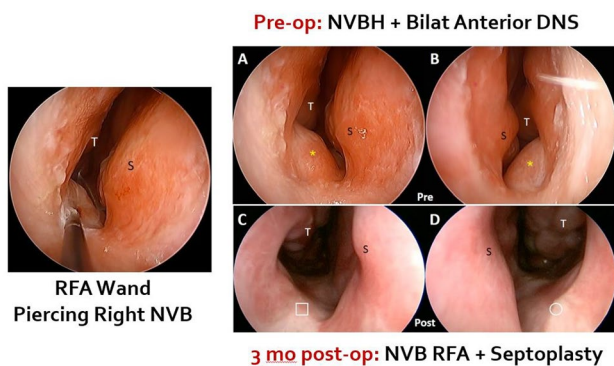 Pre-op: NVBH + Bilat Anterior DNS
A
B
T
T
S
S
Pre
T
S
C
D
T
T
S
S
Post
RFA Wand
Piercing Right NVB
3 mo post-op: NVB RFA + Septoplasty